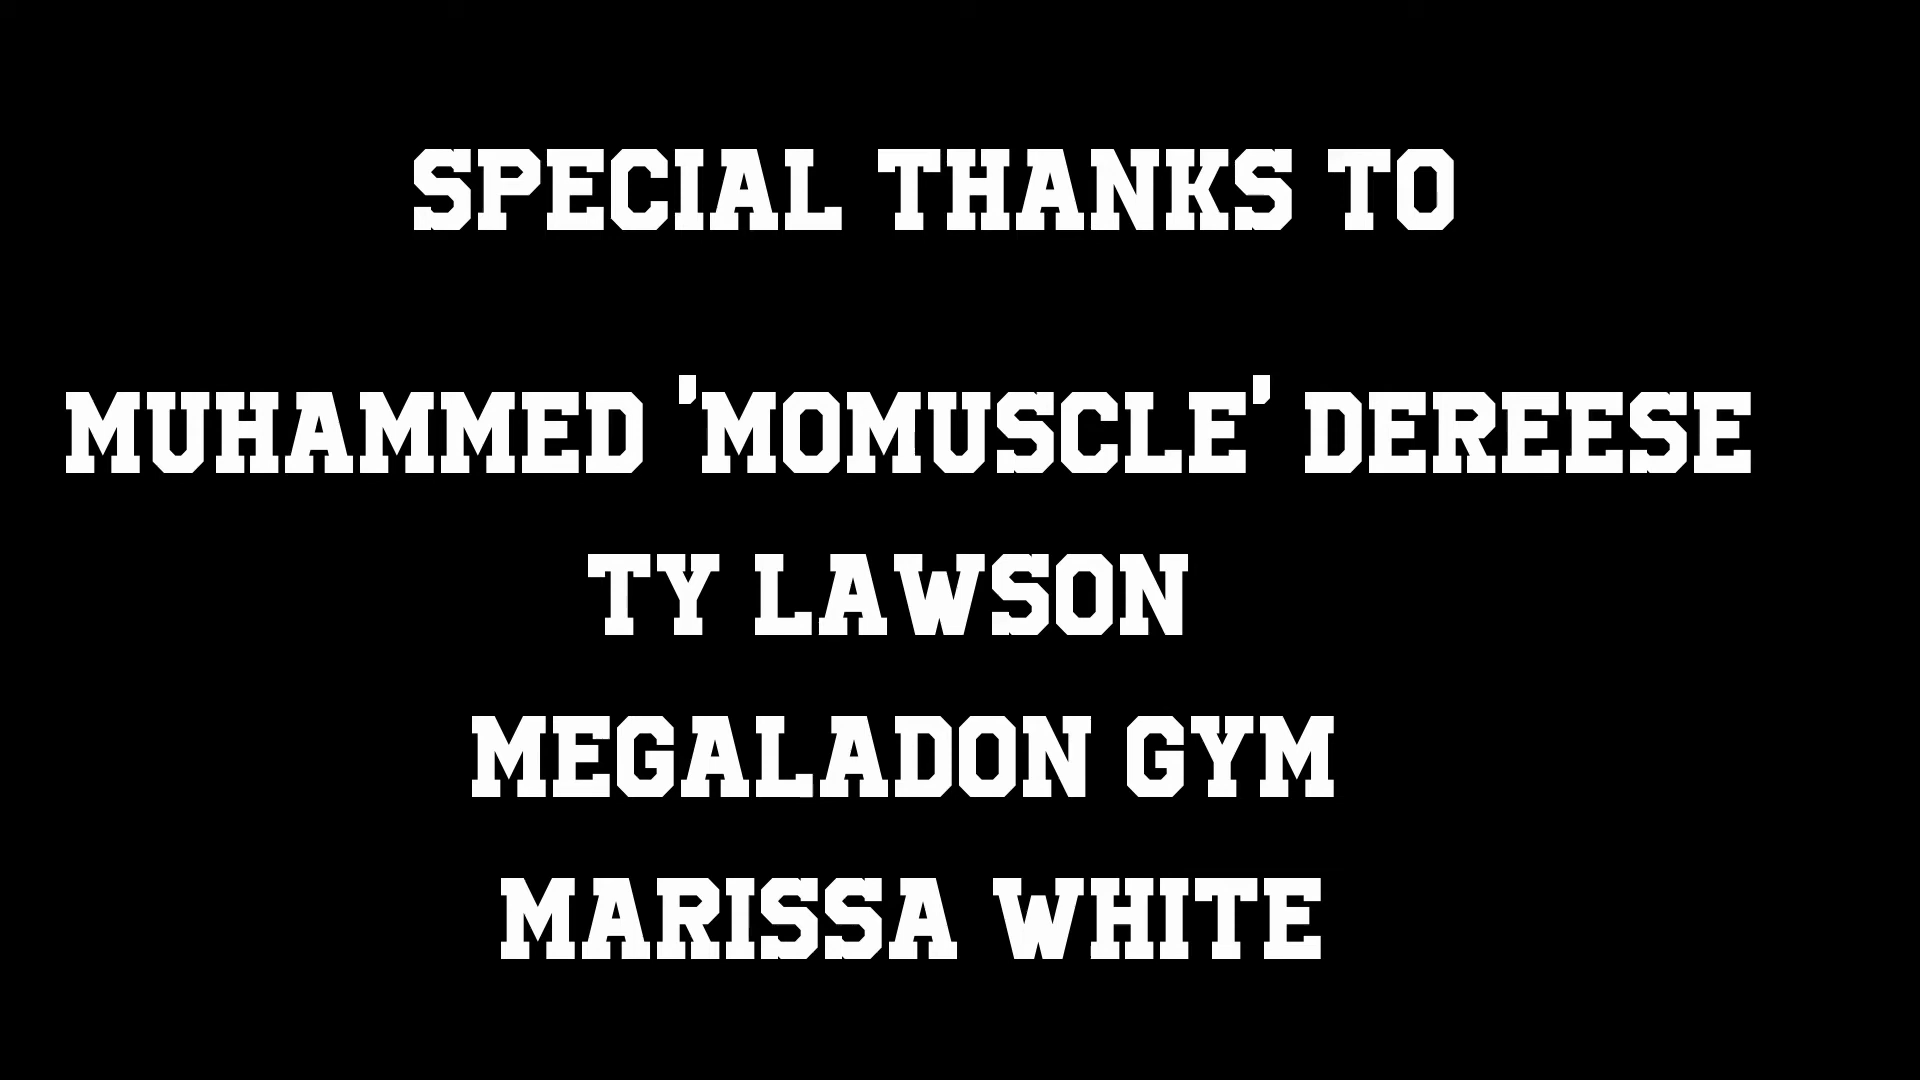 SPECIAL THANKS TO
MUHAMMED 'MOMUSCLE' DEREESE
TY LAWSON
MEGALADON GYM
MARISSA WHITE